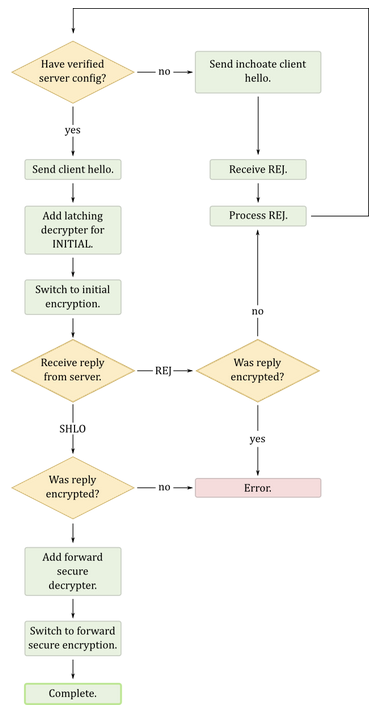 Have verified
server config?
no
Send inchoate client
hello.
yes
Send client hello.
Receive REJ.
Add latching
decrypter for
INITIAL.
Process REJ.
Switch to initial
encryption.
no
Receive reply
from server.
REJ
Was reply
encrypted?
SHLO
yes
Was reply
encrypted?
no
Error.
Add forward
secure
decrypter.
Switch to forward
secure encryption.
Complete.